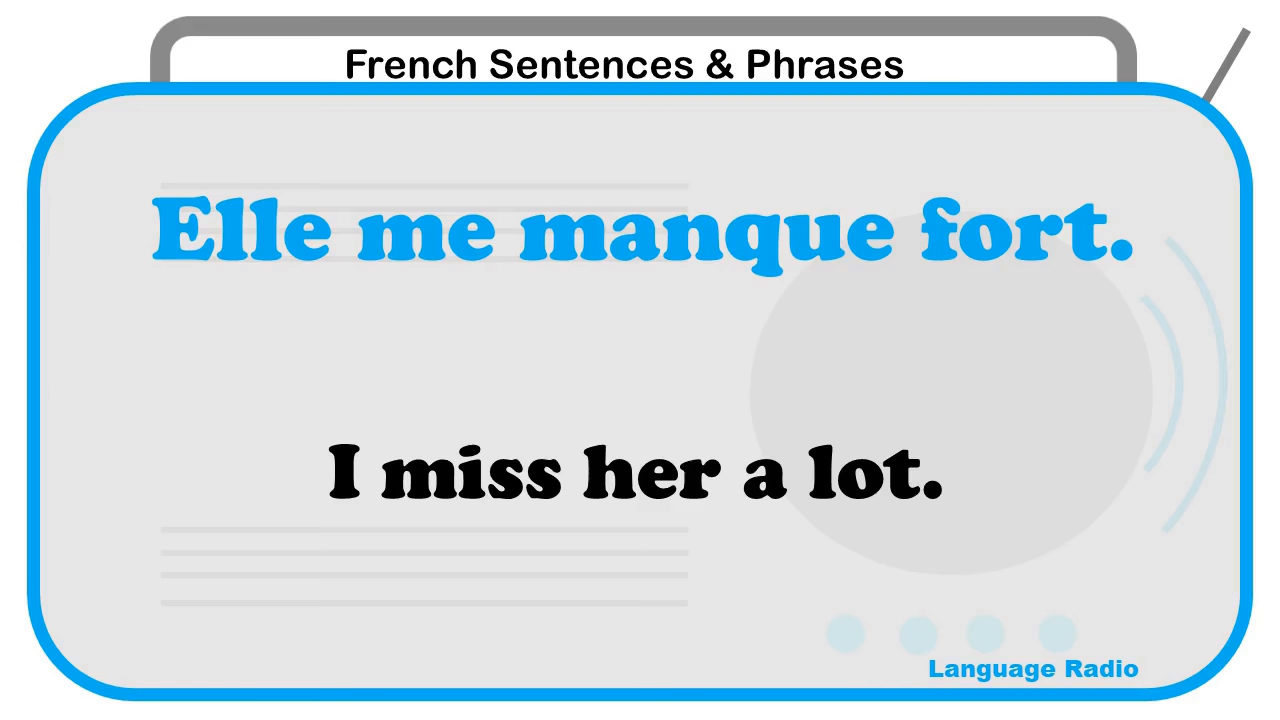 French Sentences & Phrases
Elle me manque fort.
I miss her a lot.
Language Radio